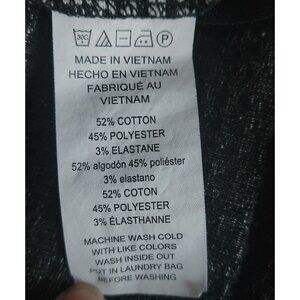 30C
P
MADE IN VIETNAM
HECHO EN VIETNAM
FABRIQUÉ AU
VIETNAM
52% COTTON
45% POLYESTER
3% ELASTANE
52% algodón 45% poliéster
3% elastano
52% COTON
45% POLYESTER
3% ÉLASTHANNE
MACHINE WASH COLD
WITH LIKE COLORS
WASH INSIDE OUT
PUT IN LAUNDRY BAG
BEFORE WASHING